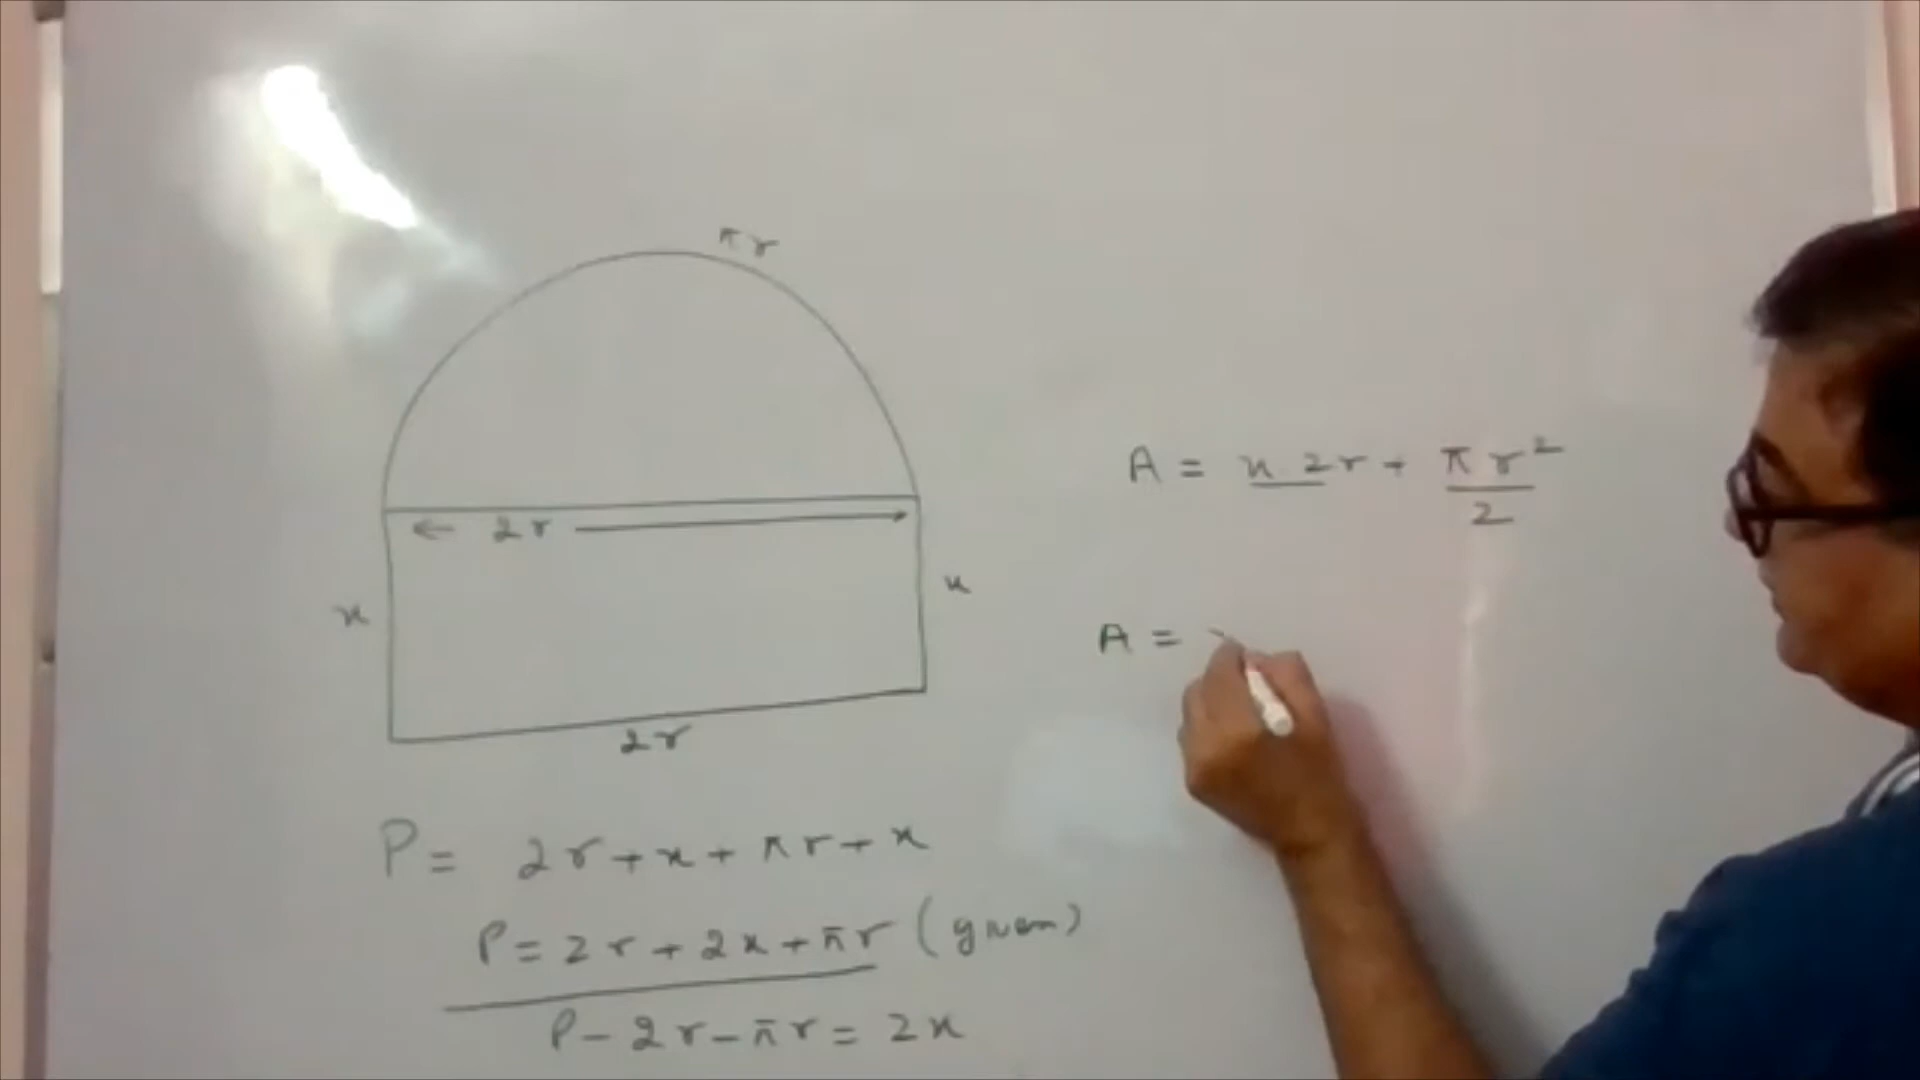 πr
A = x 2r + πr²/2
← 2r →
x
x
A =
2r
P = 2r + x + πr + x
P = 2r + 2x + πr (given)
P - 2r - πr = 2x